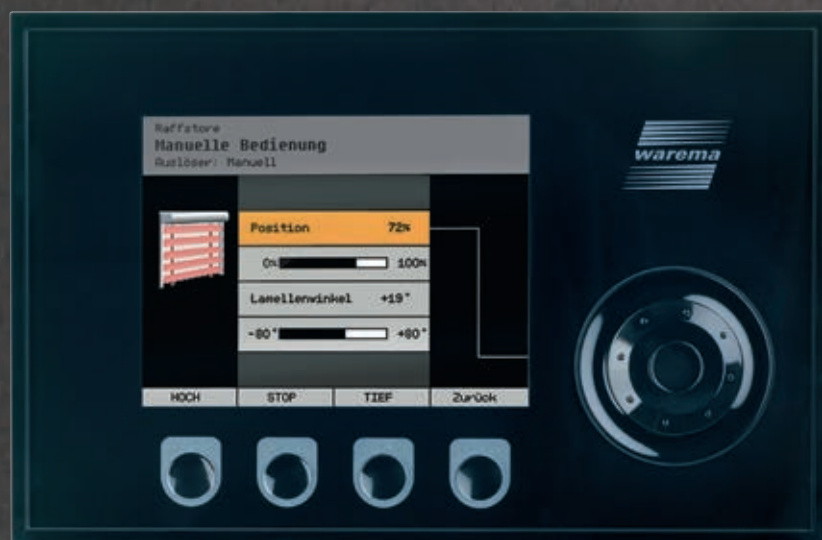 Raffstore
Manuelle Bedienung
Auslöser: Manuell
warema
Position 72%
0% 100%
Lamellenwinkel +19°
-80° +80°
HOCH STOP TIEF Zurück